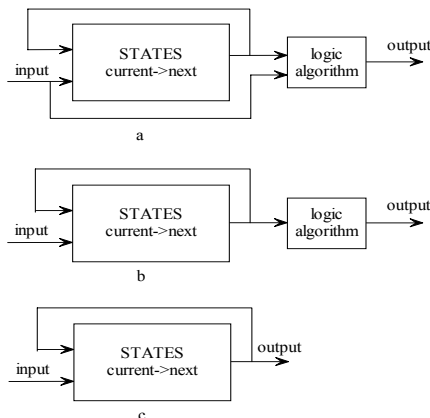 STATES
current->next
logic
algorithm
output
input
a
STATES
current->next
logic
algorithm
output
input
b
STATES
current->next
output
input
c